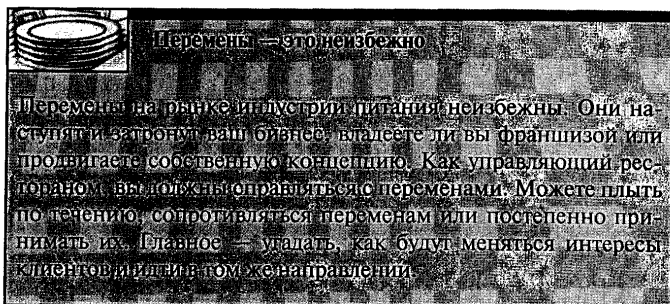 Перемены — это неизбежно
Перемены на рынке индустрии питания неизбежны. Они на-
ступят и затронут ваш бизнес, владеете ли вы франшизой или
продвигаете собственную концепцию. Как управляющий рес-
тораном, вы должны справляться с переменами. Можете плыть
по течению, сопротивляться переменам или постепенно при-
нимать их. Главное — угадать, как будут меняться интересы
клиентов и идти в том же направлении.